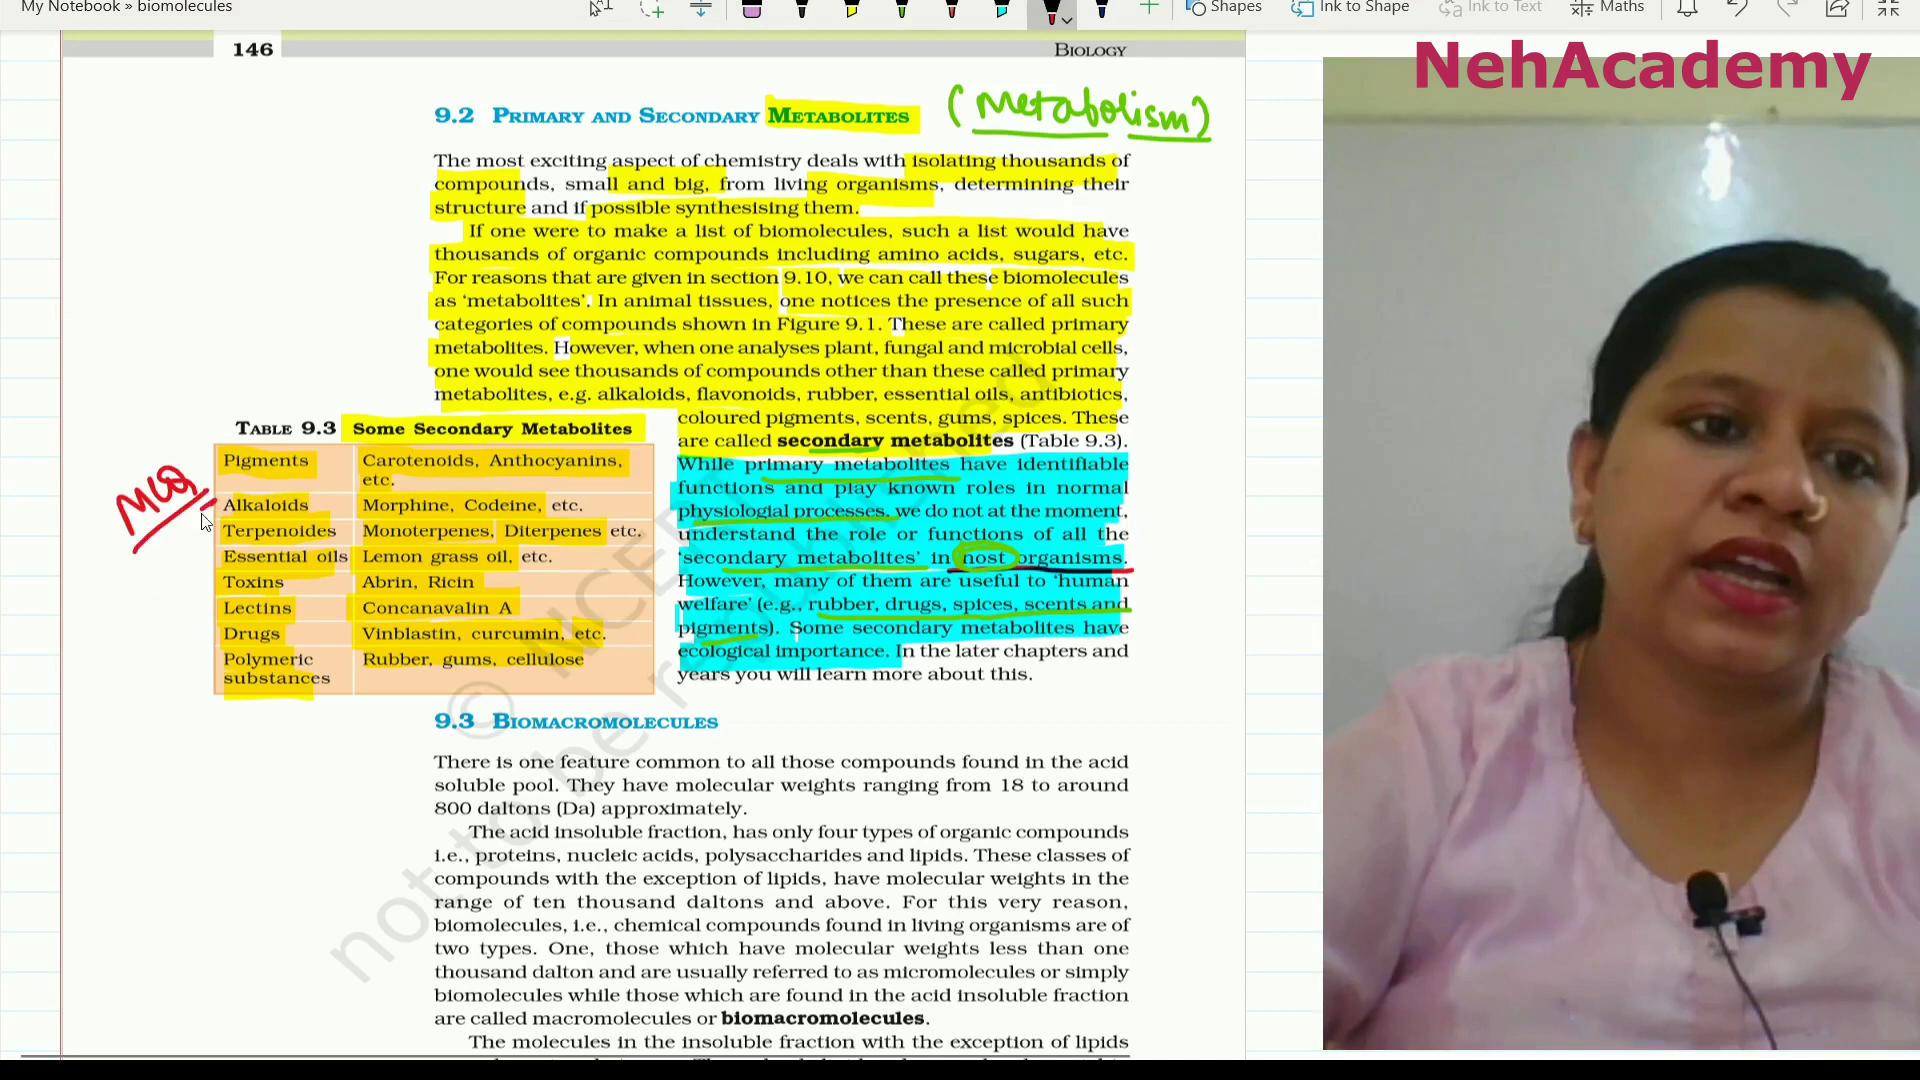 My Notebook » biomolecules
Shapes
Ink to Shape
Ink to Text
Maths
NehAcademy
146
BIOLOGY
9.2 PRIMARY AND SECONDARY METABOLITES
(Metabolism)
The most exciting aspect of chemistry deals with isolating thousands of
compounds, small and big, from living organisms, determining their
structure and if possible synthesising them.
If one were to make a list of biomolecules, such a list would have
thousands of organic compounds including amino acids, sugars, etc.
For reasons that are given in section 9.10, we can call these biomolecules
as ‘metabolites’. In animal tissues, one notices the presence of all such
categories of compounds shown in Figure 9.1. These are called primary
metabolites. However, when one analyses plant, fungal and microbial cells,
one would see thousands of compounds other than these called primary
metabolites, e.g. alkaloids, flavonoids, rubber, essential oils, antibiotics,
coloured pigments, scents, gums, spices. These
are called secondary metabolites (Table 9.3).
While primary metabolites have identifiable
functions and play known roles in normal
physiologial processes, we do not at the moment,
understand the role or functions of all the
‘secondary metabolites’ in host organisms.
However, many of them are useful to ‘human
welfare’ (e.g., rubber, drugs, spices, scents and
pigments). Some secondary metabolites have
ecological importance. In the later chapters and
years you will learn more about this.
TABLE 9.3 Some Secondary Metabolites
MCQ
Pigments Carotenoids, Anthocyanins,
etc.
Alkaloids Morphine, Codeine, etc.
Terpenoides Monoterpenes, Diterpenes etc.
Essential oils Lemon grass oil, etc.
Toxins Abrin, Ricin
Lectins Concanavalin A
Drugs Vinblastin, curcumin, etc.
Polymeric Rubber, gums, cellulose
substances
9.3 BIOMACROMOLECULES
There is one feature common to all those compounds found in the acid
soluble pool. They have molecular weights ranging from 18 to around
800 daltons (Da) approximately.
The acid insoluble fraction, has only four types of organic compounds
i.e., proteins, nucleic acids, polysaccharides and lipids. These classes of
compounds with the exception of lipids, have molecular weights in the
range of ten thousand daltons and above. For this very reason,
biomolecules, i.e., chemical compounds found in living organisms are of
two types. One, those which have molecular weights less than one
thousand dalton and are usually referred to as micromolecules or simply
biomolecules while those which are found in the acid insoluble fraction
are called macromolecules or biomacromolecules.
The molecules in the insoluble fraction with the exception of lipids